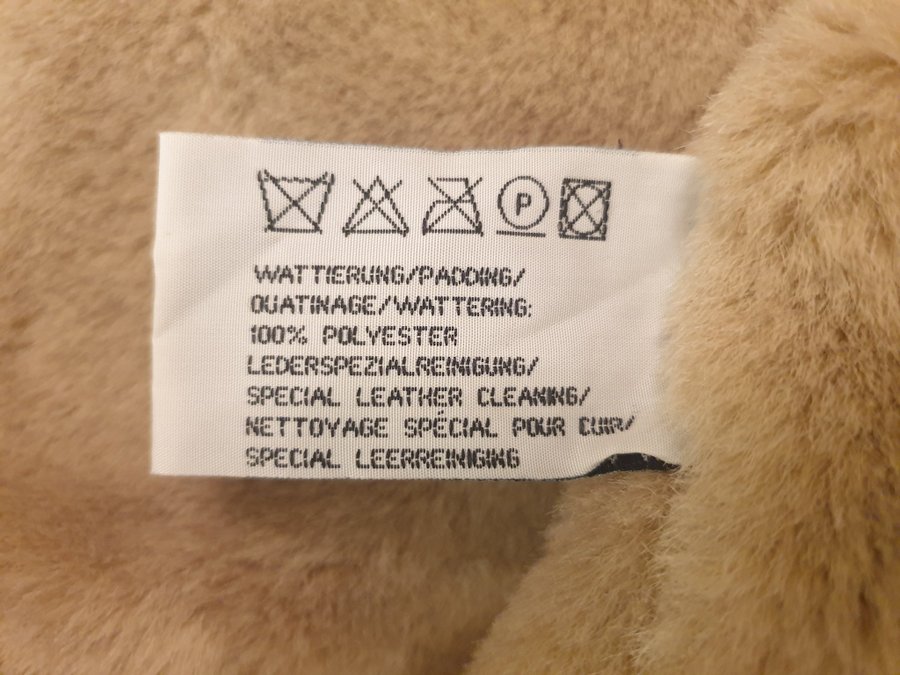 P
WATTIERUNG/PADDING/
OUATINAGE/WATTERING:
100% POLYESTER
LEDERSPEZIALREINIGUNG/
SPECIAL LEATHER CLEANING/
NETTOYAGE SPÉCIAL POUR CUIR/
SPECIAL LEERREINIGING